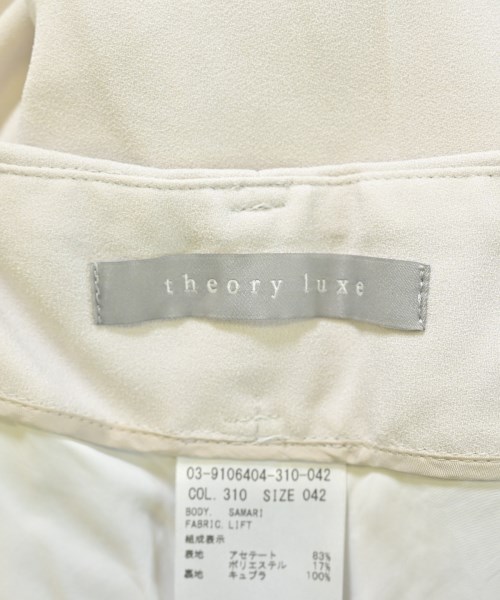 theory luxe
03-9106404-310-042
COL. 310 SIZE 042
BODY. SAMARI
FABRIC. LIFT
組成表示
表地 アセテート 83%
ポリエステル 17%
裏地 キュプラ 100%